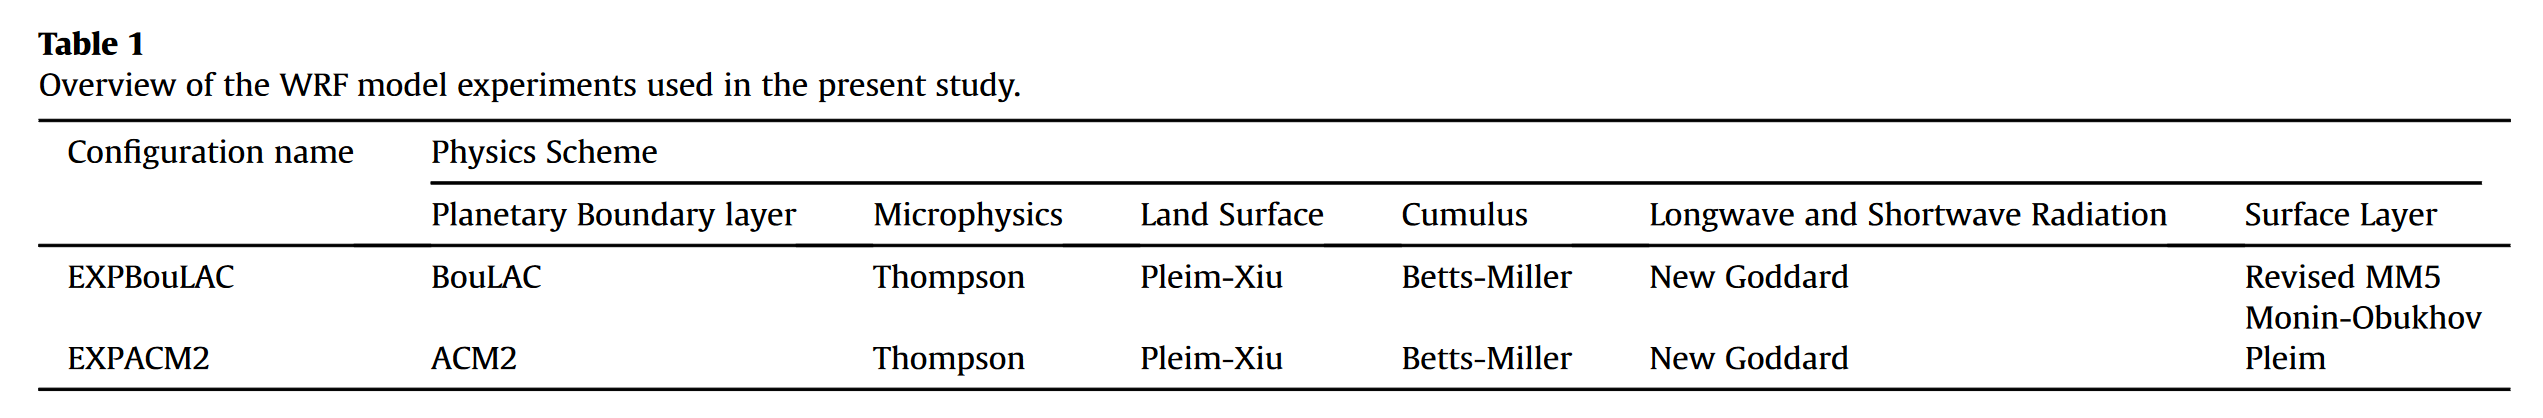 Table 1
Overview of the WRF model experiments used in the present study.
Configuration name Physics Scheme
Planetary Boundary layer Microphysics Land Surface Cumulus Longwave and Shortwave Radiation Surface Layer
EXPBouLAC BouLAC Thompson Pleim-Xiu Betts-Miller New Goddard Revised MM5
Monin-Obukhov
EXPACM2 ACM2 Thompson Pleim-Xiu Betts-Miller New Goddard Pleim